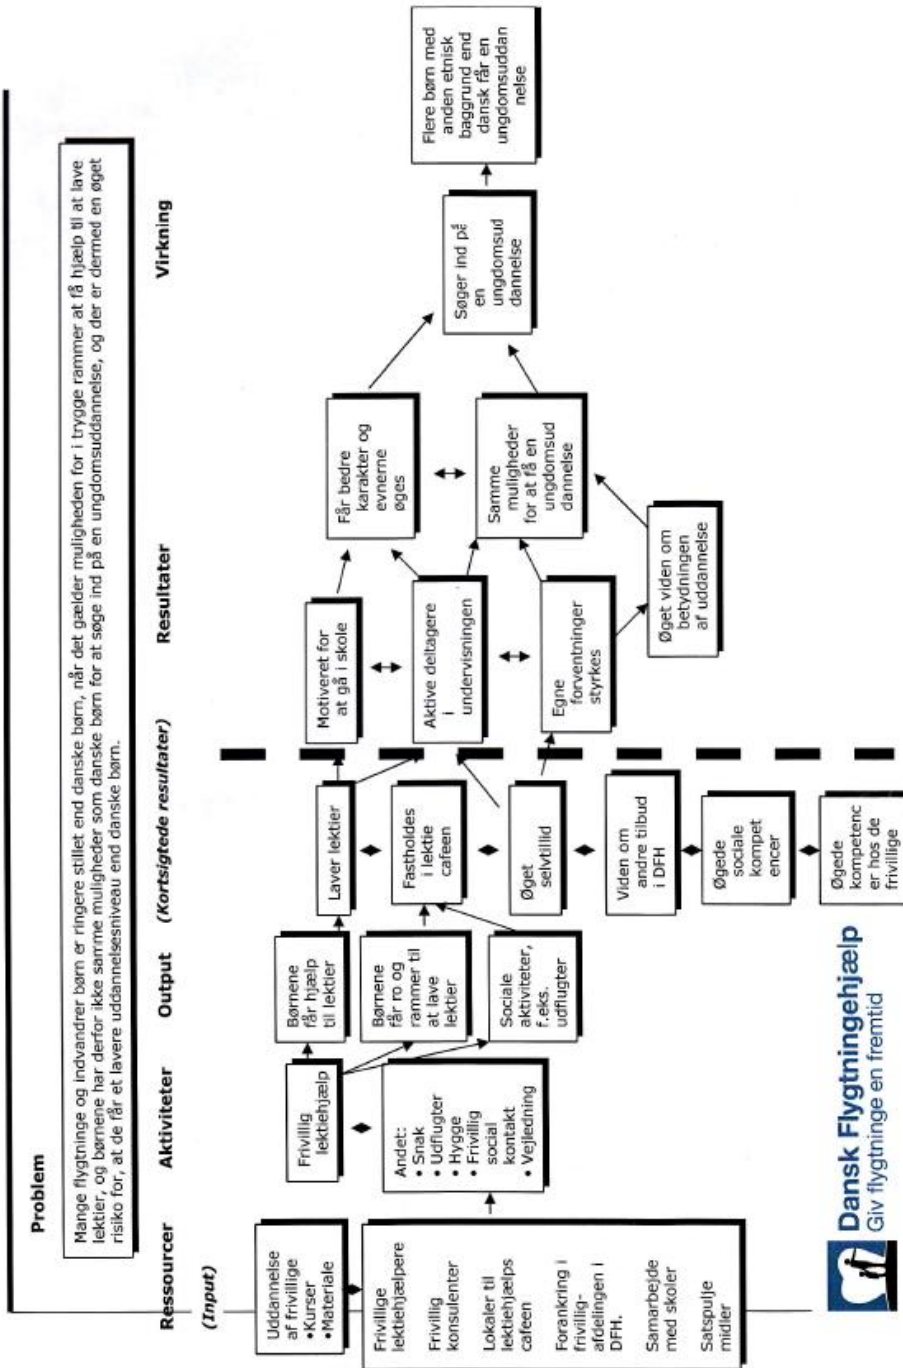 Problem
Mange flygtninge og indvandrer børn er ringere stillet end danske børn, når det gælder muligheden for i trygge rammer at få hjælp til at lave
lektier, og børnene har derfor ikke samme muligheder som danske børn for at søge ind på en ungdomsuddannelse, og der er dermed en øget
risiko for, at de får et lavere uddannelsesniveau end danske børn.
Ressourcer
(Input)
Aktiviteter
Output
(Kortsigtede resultater)
Resultater
Virkning
Uddannelse
af frivillige
•Kurser
•Materiale
Frivillige
lektiehjælpere
Frivillig
konsulenter
Lokaler til
lektiehjælps
cafeen
Forankring i
frivillig-
afdelingen i
DFH.
Samarbejde
med skoler
Satspulje
midler
Frivillig
lektiehjælp
Andet:
• Snak
• Udflugter
• Hygge
• Frivillig
social
kontakt
• Vejledning
Børnene
får hjælp
til lektier
Børnene
får ro og
rammer til
at lave
lektier
Sociale
aktiviteter,
f.eks.
udflugter
Laver lektier
Fastholdes
i lektie
cafeen
Øget
selvtillid
Viden om
andre tilbud
i DFH
Øgede
sociale
kompet
encer
Øgede
kompetenc
er hos de
frivillige
Motiveret for
at gå i skole
Aktive deltagere
i
undervisningen
Egne
forventninger
styrkes
Øget viden om
betydningen
af uddannelse
Får bedre
karakter og
evnerne
øges
Samme
muligheder
for at få en
ungdomsud
dannelse
Søger ind på
en
ungdomsud
dannelse
Flere børn med
anden etnisk
baggrund end
dansk får en
ungdomsuddan
nelse
Dansk Flygtningehjælp
Giv flygtninge en fremtid